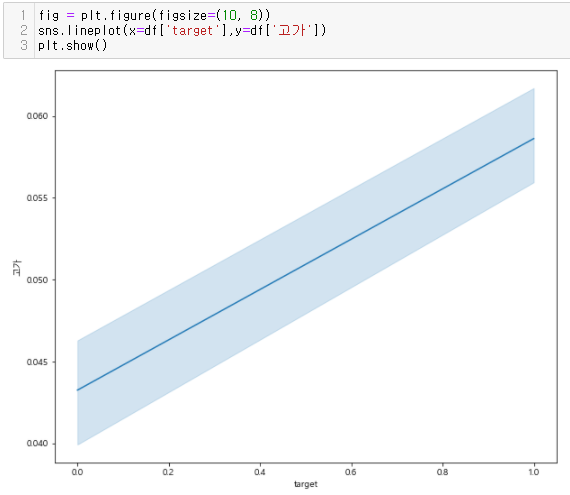 1 fig = plt.figure(figsize=(10, 8))
2 sns.lineplot(x=df['target'],y=df['고가'])
3 plt.show()
0.060
0.055
0.050
0.045
0.040
고가
0.0 0.2 0.4 0.6 0.8 1.0
target